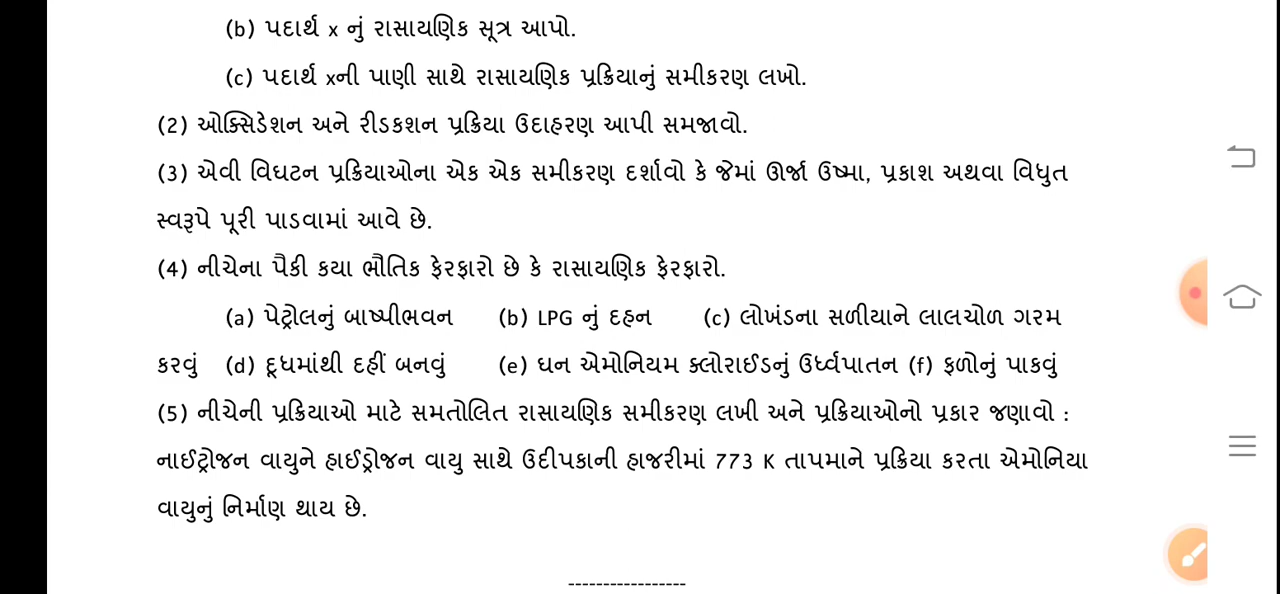 (b) પદાર્થ x નું રાસાયણિક સૂત્ર આપો.
(c) પદાર્થ xની પાણી સાથે રાસાયણિક પ્રક્રિયાનું સમીકરણ લખો.
(2) ઓક્સિડેશન અને રીડકશન પ્રક્રિયા ઉદાહરણ આપી સમજાવો.
(3) એવી વિઘટન પ્રક્રિયાઓના એક એક સમીકરણ દર્શાવો કે જેમાં ઊર્જા ઉષ્મા, પ્રકાશ અથવા વિધુત
સ્વરૂપે પૂરી પાડવામાં આવે છે.
(4) નીચેના પૈકી કયા ભૌતિક ફેરફારો છે કે રાસાયણિક ફેરફારો.
(a) પેટ્રોલનું બાષ્પીભવન (b) LPG નું દહન (c) લોખંડના સળીયાને લાલચોળ ગરમ
કરવું (d) દૂધમાંથી દહીં બનવું (e) ઘન એમોનિયમ ક્લોરાઈડનું ઉર્ધ્વપાતન (f) ફળોનું પાકવું
(5) નીચેની પ્રક્રિયાઓ માટે સમતોલિત રાસાયણિક સમીકરણ લખી અને પ્રક્રિયાઓનો પ્રકાર જણાવો :
નાઈટ્રોજન વાયુને હાઈડ્રોજન વાયુ સાથે ઉદીપકાની હાજરીમાં 773 K તાપમાને પ્રક્રિયા કરતા એમોનિયા
વાયુનું નિર્માણ થાય છે.
-----------------